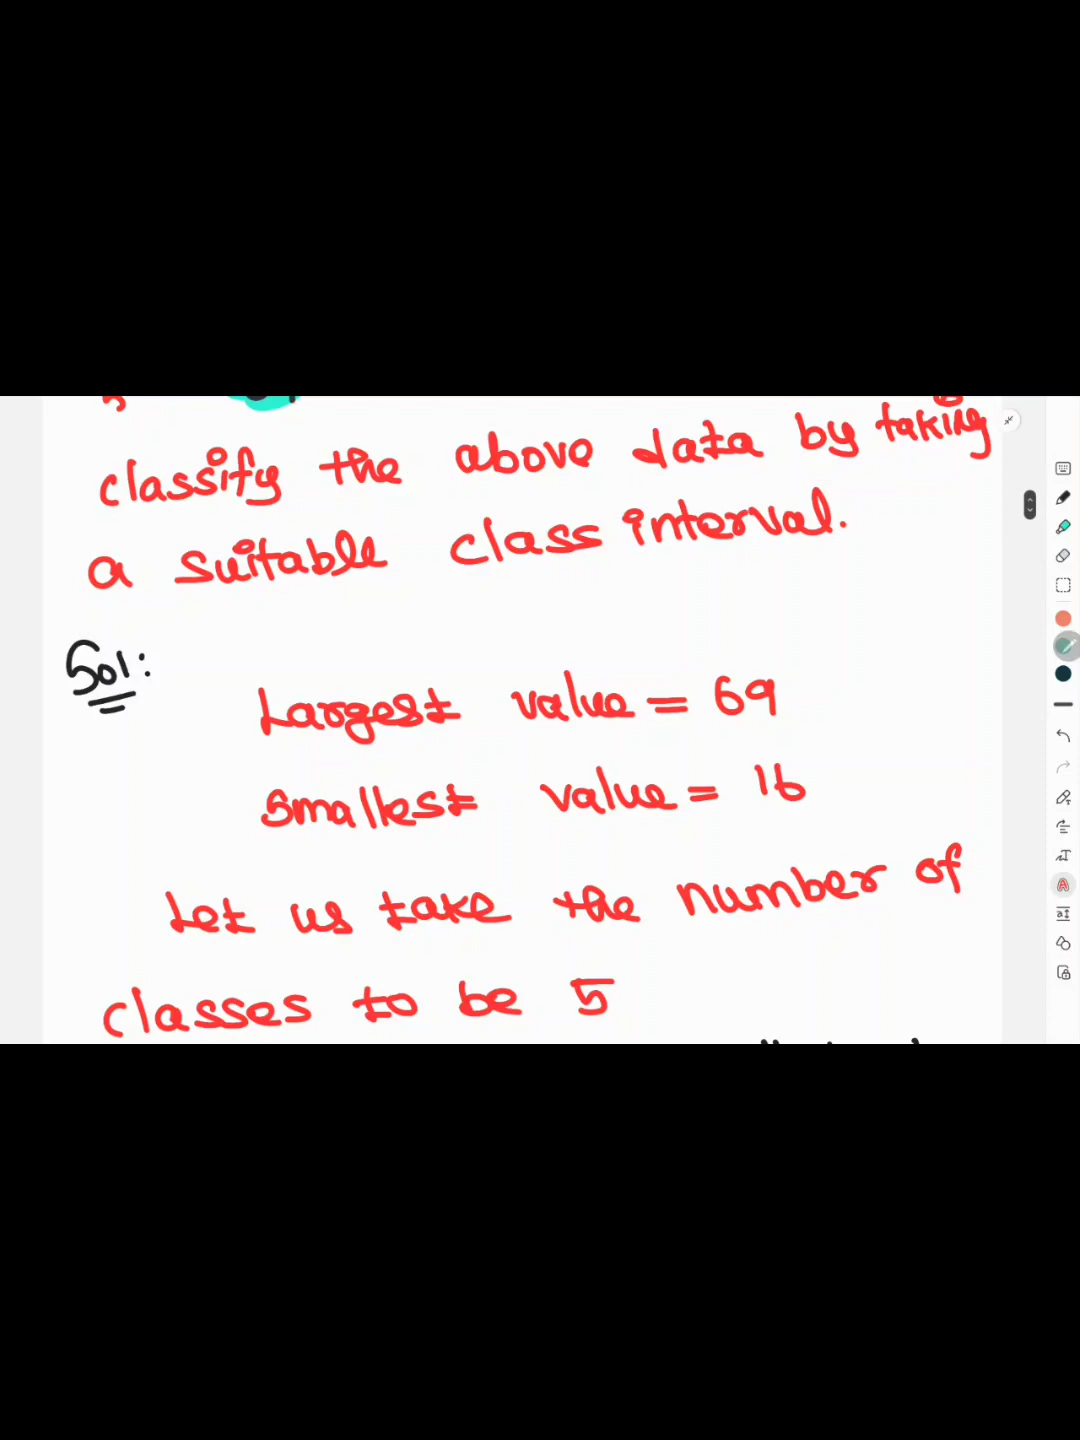 classify the above data by taking
a suitable class interval.
Sol:
Largest value = 69
Smallest value = 16
Let us take the number of
classes to be 5